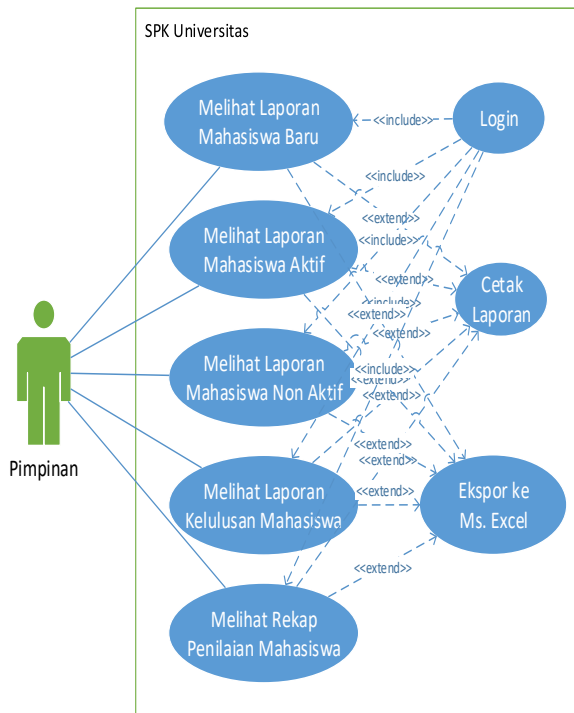 SPK Universitas
Melihat Laporan
Mahasiswa Baru
<<include>>
Login
<<include>>
<<extend>>
Melihat Laporan
Mahasiswa Aktif
<<include>>
<<extend>>
Cetak
Laporan
<<include>>
<<extend>>
<<extend>>
Melihat Laporan
Mahasiswa Non Aktif
<<include>>
<<extend>>
<<extend>>
Pimpinan
<<extend>>
<<extend>>
Melihat Laporan
Kelulusan Mahasiswa
<<extend>>
Ekspor ke
Ms. Excel
<<extend>>
Melihat Rekap
Penilaian Mahasiswa